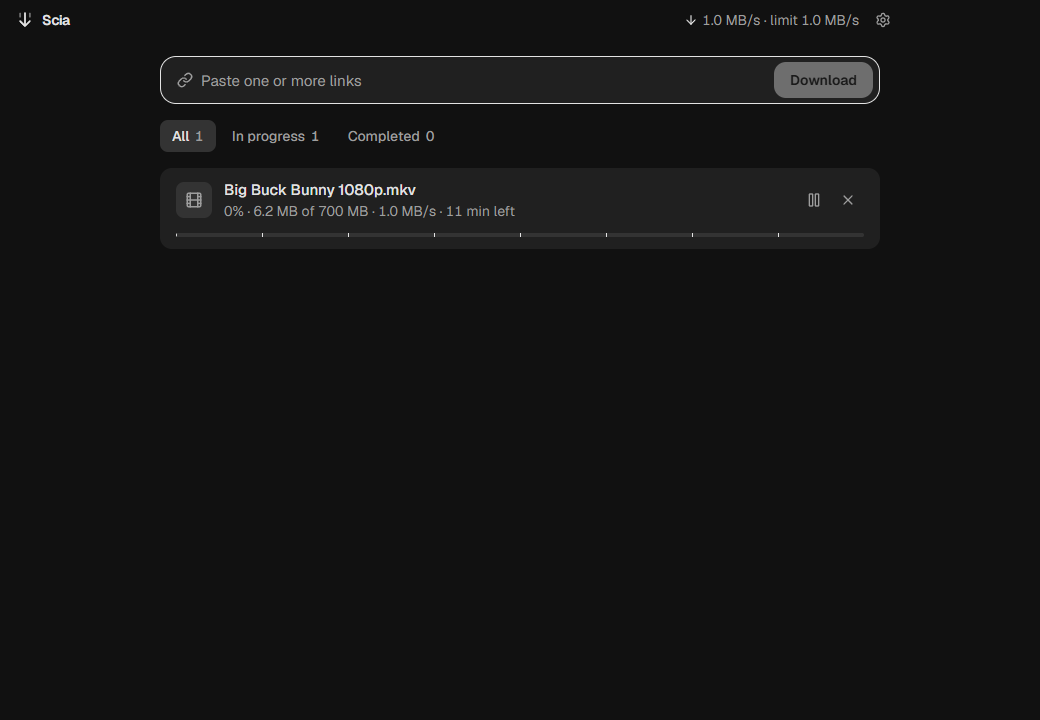 Scia
1.0 MB/s · limit 1.0 MB/s
Paste one or more links
Download
All 1
In progress 1
Completed 0
Big Buck Bunny 1080p.mkv
0% · 6.2 MB of 700 MB · 1.0 MB/s · 11 min left